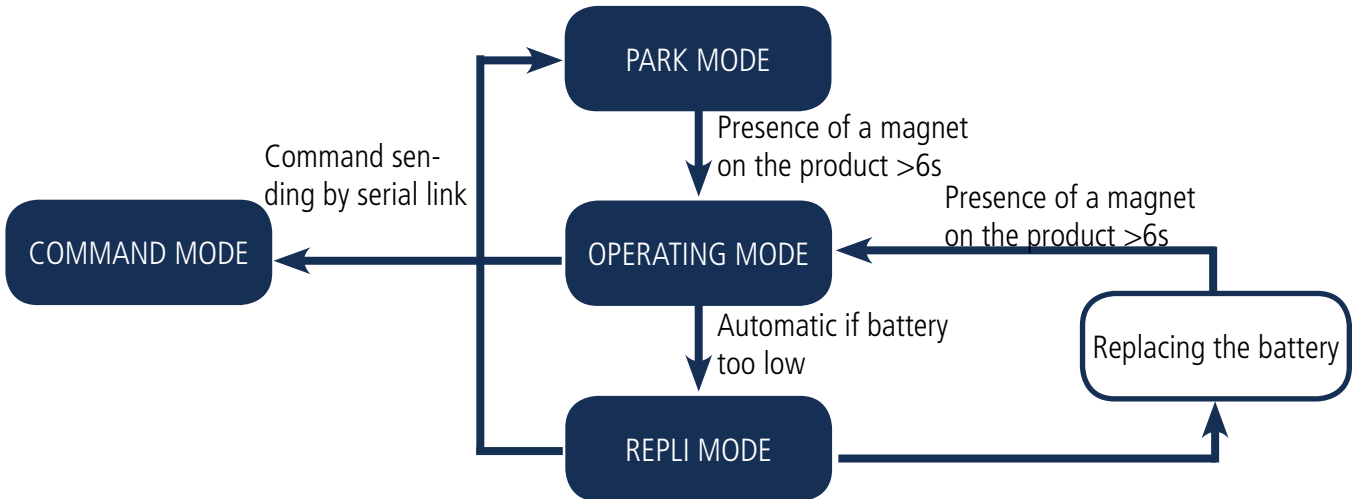 PARK MODE
Presence of a magnet
on the product >6s
Command sen-
ding by serial link
Presence of a magnet
on the product >6s
COMMAND MODE
OPERATING MODE
Automatic if battery
too low
Replacing the battery
REPLI MODE